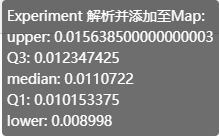 Experiment 解析并添加至Map:
upper: 0.015638500000000003
Q3: 0.012347425
median: 0.0110722
Q1: 0.010153375
lower: 0.008998